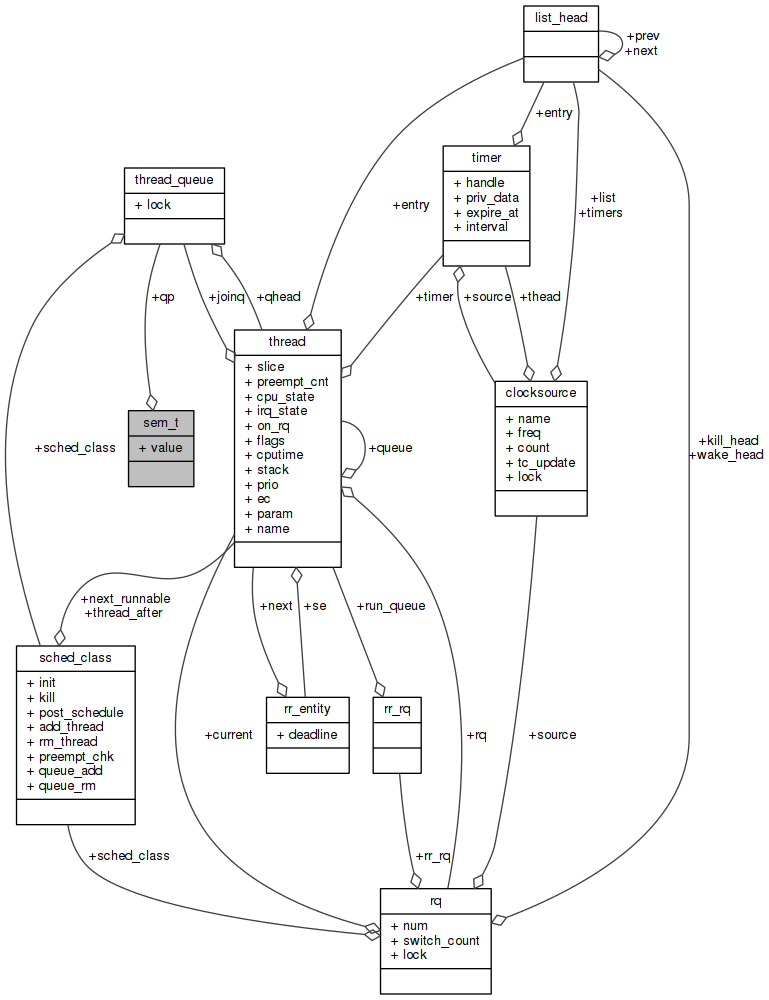 list_head
+prev
+next
+entry
timer
+ handle
+ priv_data
+ expire_at
+ interval
thread_queue
+ lock
+entry
+list
+timers
+qp
+joinq
+qhead
+timer
+source
+thead
thread
+ slice
+ preempt_cnt
+ cpu_state
+ irq_state
+ on_rq
+ flags
+ cputime
+ stack
+ prio
+ ec
+ param
+ name
clocksource
+ name
+ freq
+ count
+ tc_update
+ lock
sem_t
+ value
+sched_class
+queue
+kill_head
+wake_head
+next_runnable
+thread_after
+next
+se
+run_queue
sched_class
+ init
+ kill
+ post_schedule
+ add_thread
+ rm_thread
+ preempt_chk
+ queue_add
+ queue_rm
rr_entity
+ deadline
rr_rq
+current
+rq
+source
+sched_class
+rr_rq
rq
+ num
+ switch_count
+ lock